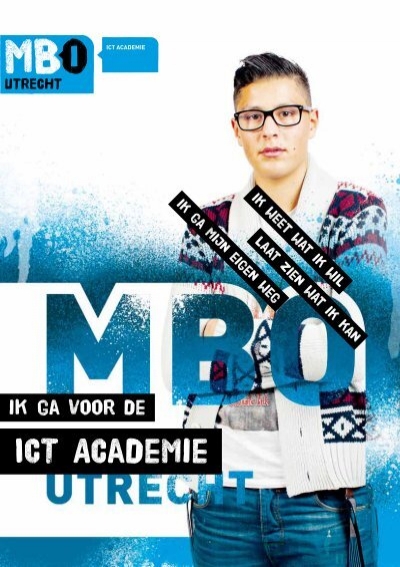 MBO
UTRECHT
ICT ACADEMIE
IK WEET WAT IK WIL
IK GA MIJN EIGEN WEG
LAAT ZIEN WAT IK KAN
MBO
IK GA VOOR DE
ICT ACADEMIE
UTRECHT